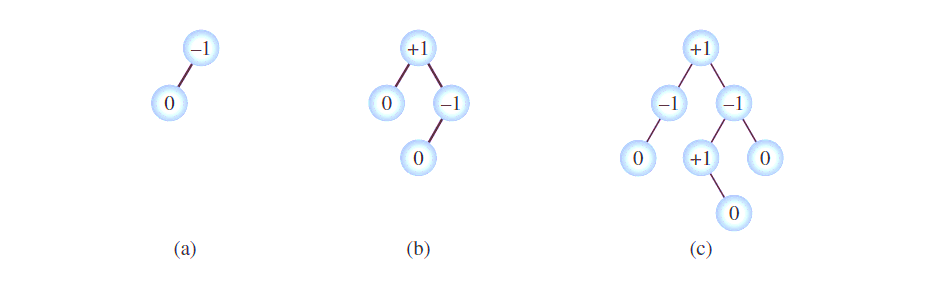 –1 +1 +1
0 0 –1 –1 –1
0 0 +1 0
0
(a) (b) (c)